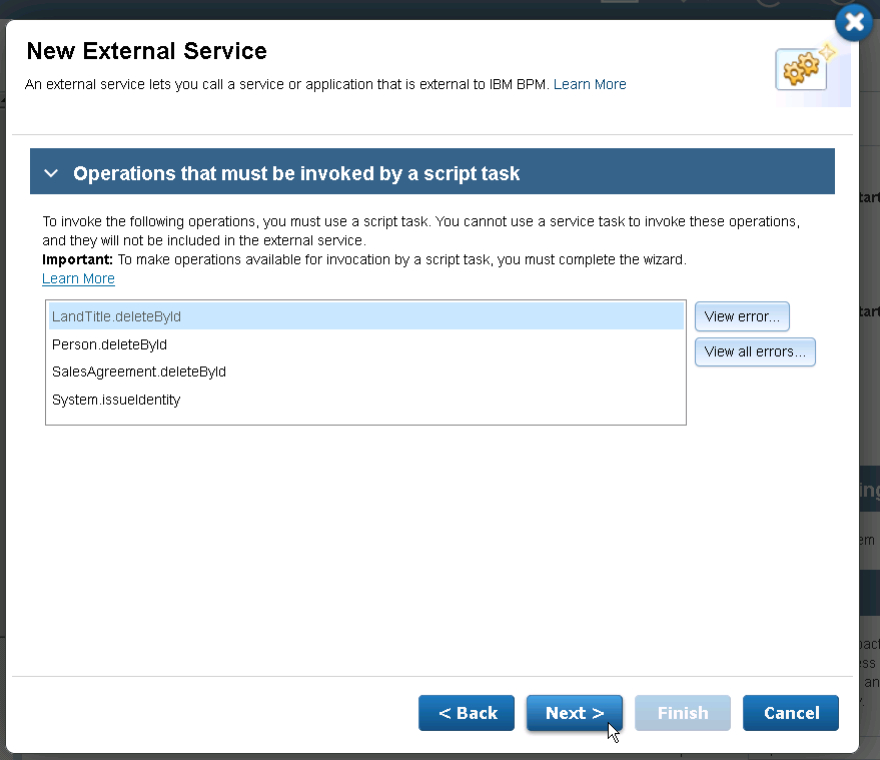 New External Service
An external service lets you call a service or application that is external to IBM BPM. Learn More
Operations that must be invoked by a script task
To invoke the following operations, you must use a script task. You cannot use a service task to invoke these operations,
and they will not be included in the external service.
Important: To make operations available for invocation by a script task, you must complete the wizard.
Learn More
LandTitle.deleteById
Person.deleteById
SalesAgreement.deleteById
System.issueIdentity
View error...
View all errors...
< Back
Next >
Finish
Cancel